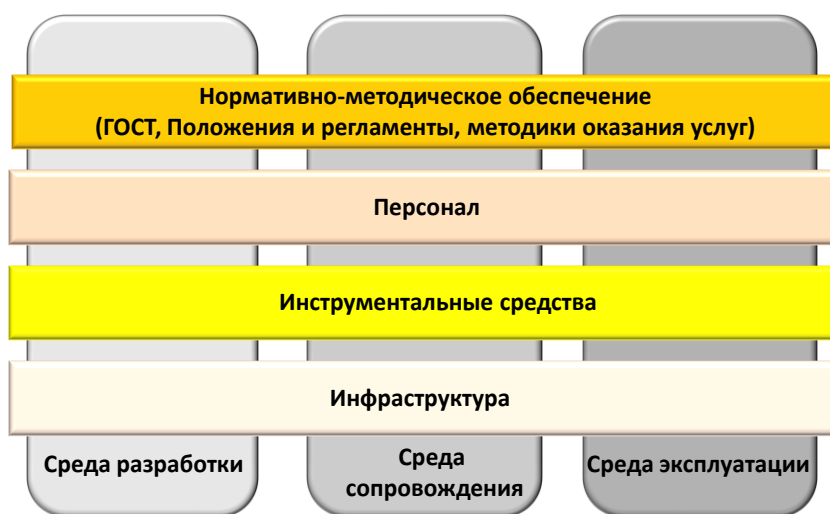 Нормативно-методическое обеспечение
(ГОСТ, Положения и регламенты, методики оказания услуг)
Персонал
Инструментальные средства
Инфраструктура
Среда разработки
Среда
сопровождения
Среда эксплуатации